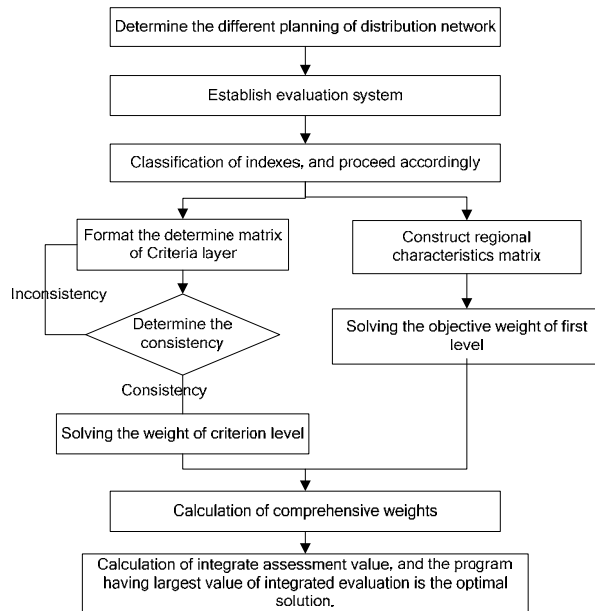 Determine the different planning of distribution network
Establish evaluation system
Classification of indexes, and proceed accordingly
Format the determine matrix
of Criteria layer
Construct regional
characteristics matrix
Inconsistency
Determine the
consistency
Solving the objective weight of first
level
Consistency
Solving the weight of criterion level
Calculation of comprehensive weights
Calculation of integrate assessment value, and the program
having largest value of integrated evaluation is the optimal
solution.